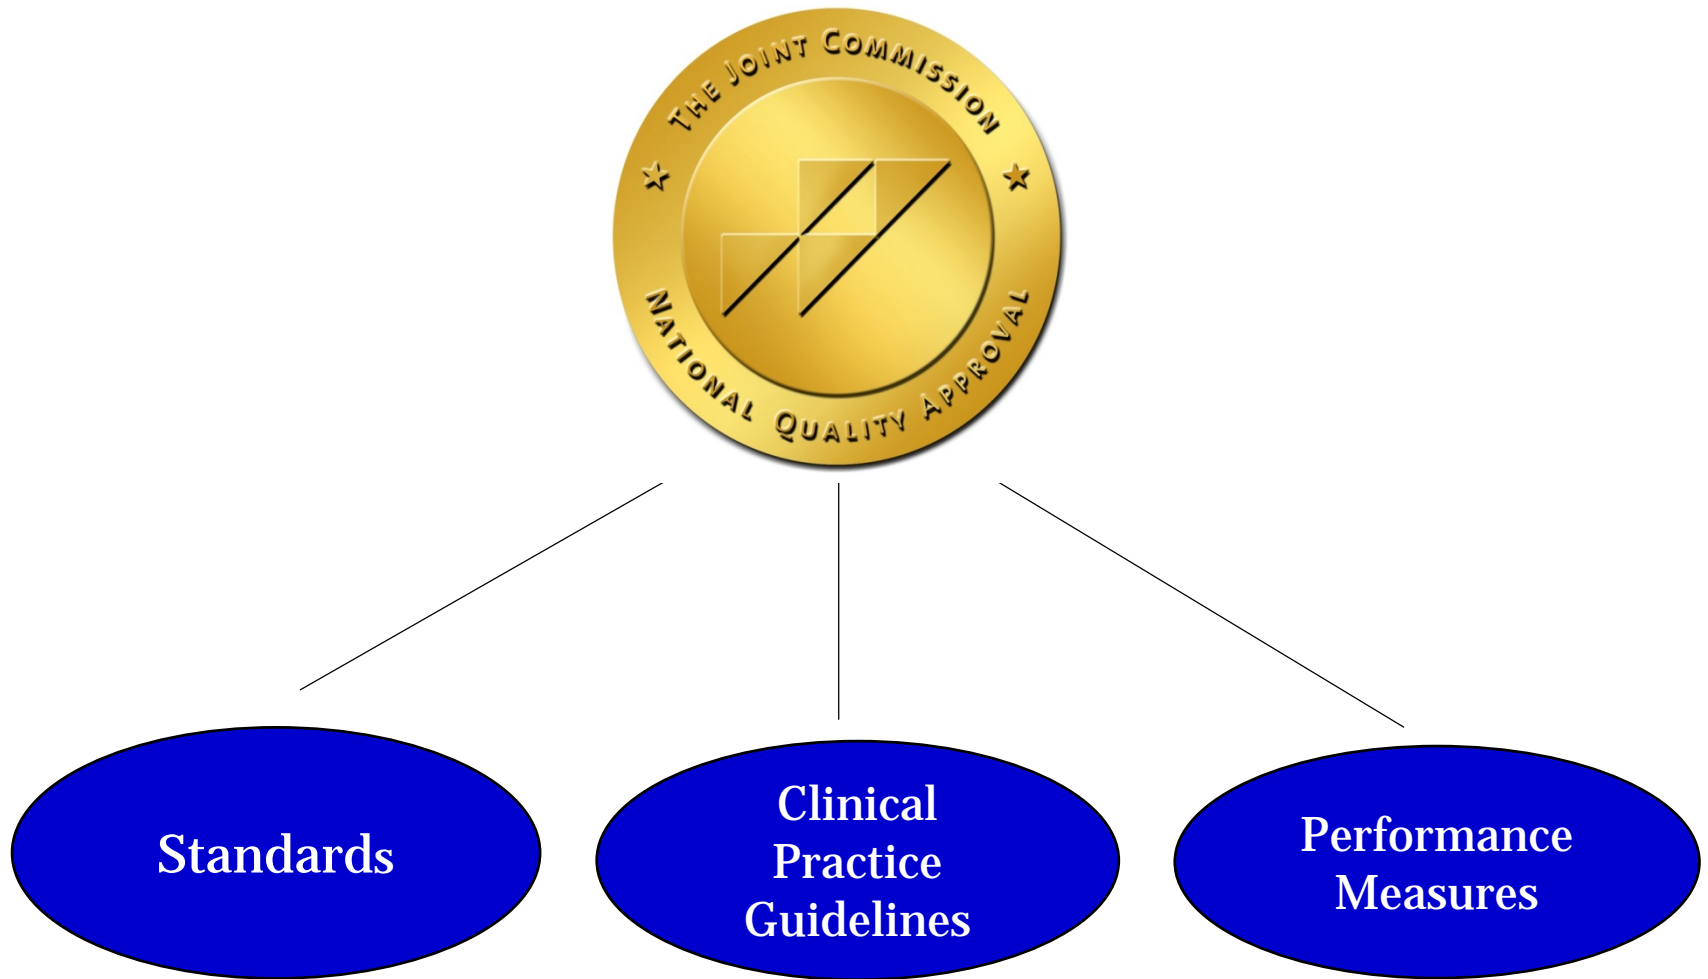 THE JOINT COMMISSION
NATIONAL QUALITY APPROVAL
Standards
Clinical
Practice
Guidelines
Performance
Measures